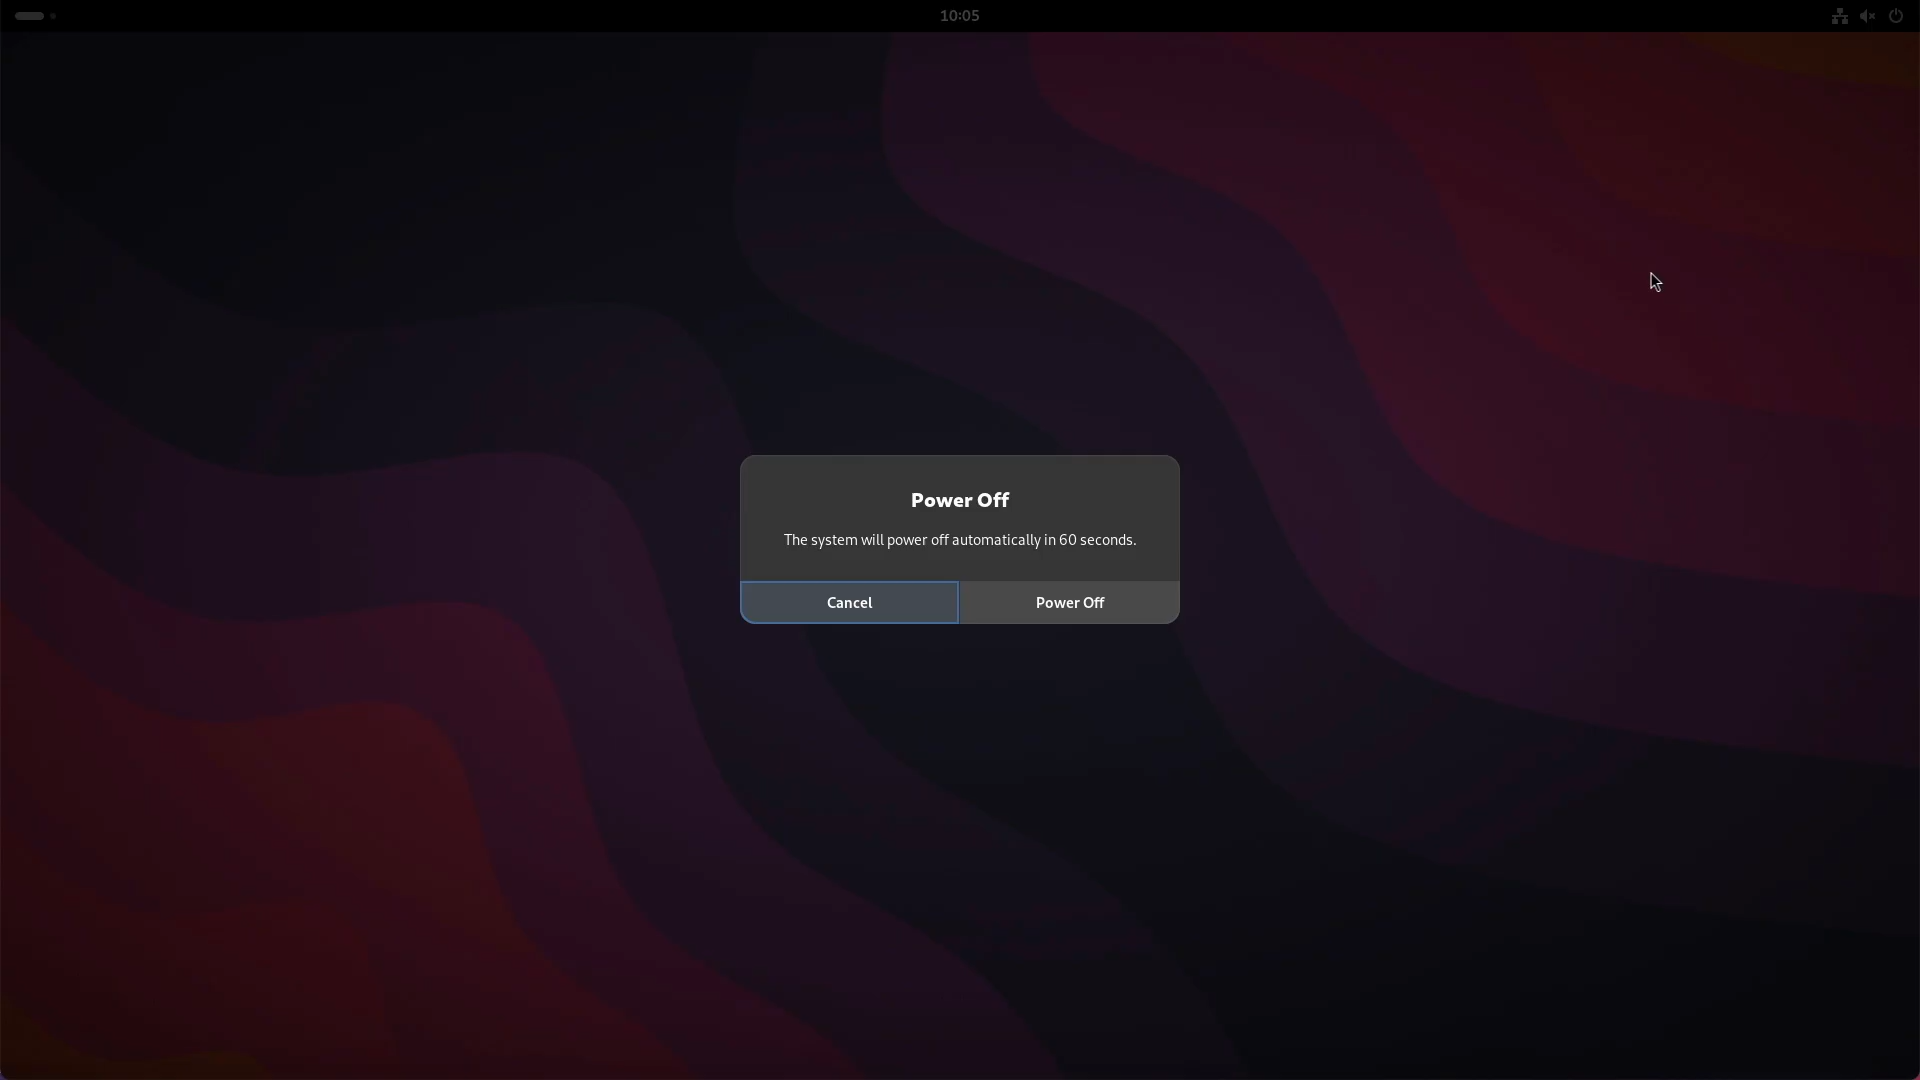 10:05
Power Off
The system will power off automatically in 60 seconds.
Cancel
Power Off